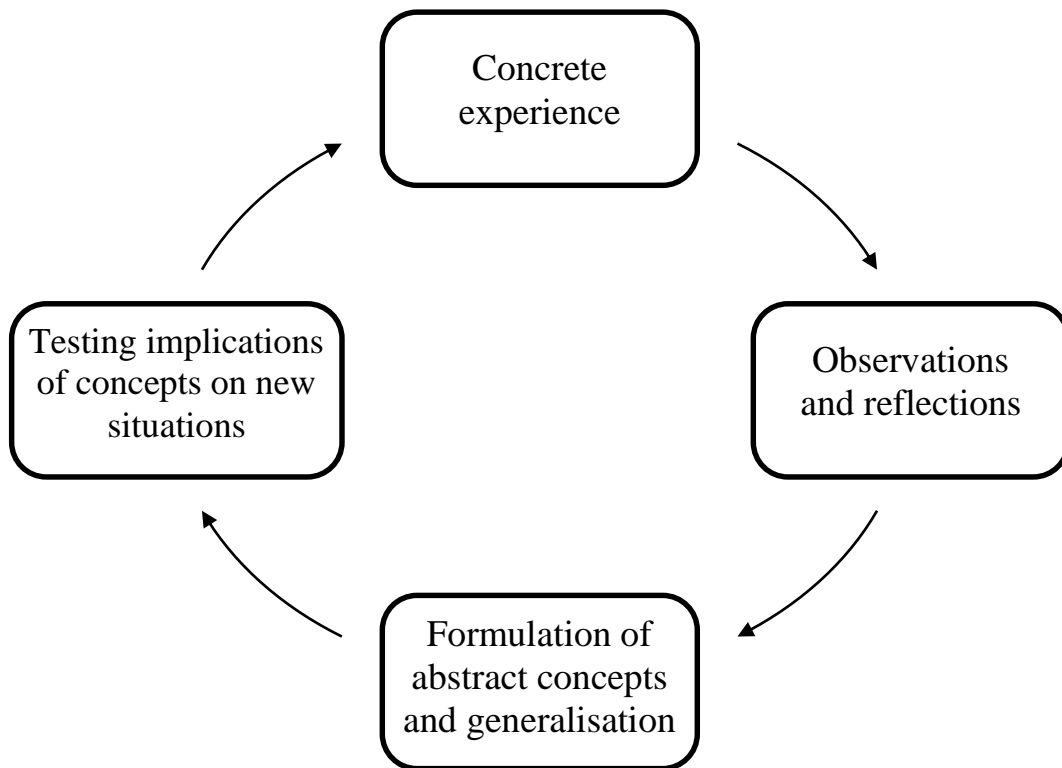 Concrete
experience
Observations
and reflections
Formulation of
abstract concepts
and generalisation
Testing implications
of concepts on new
situations